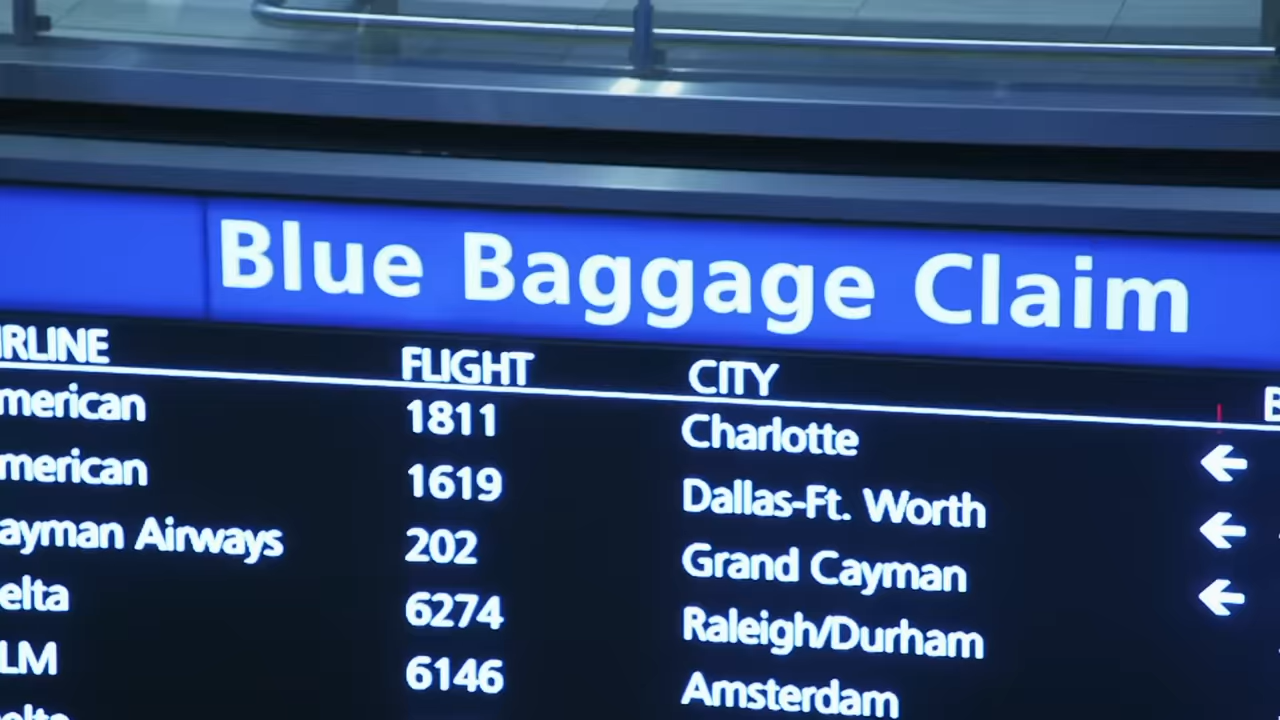 Blue Baggage Claim
IRLINE FLIGHT CITY B
merican 1811 Charlotte ←
merican 1619 Dallas-Ft. Worth ←
ayman Airways 202 Grand Cayman ←
elta 6274 Raleigh/Durham
LM 6146 Amsterdam
elta